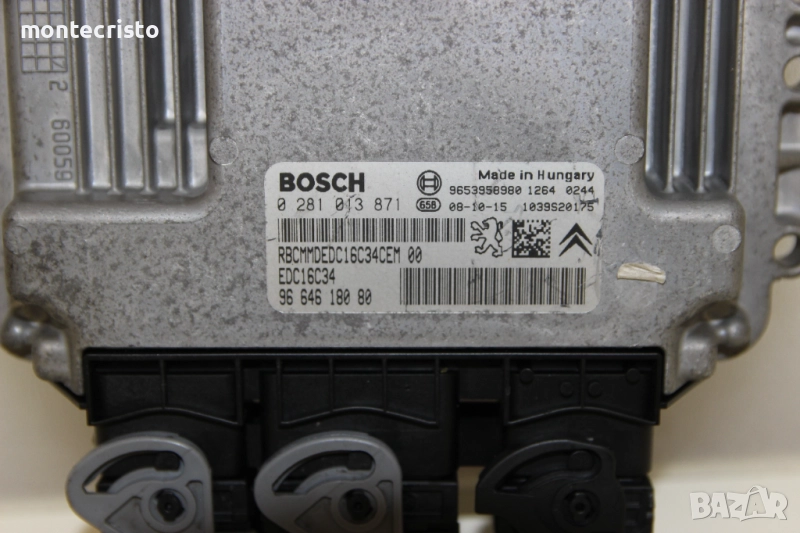 montecristo
2 60059
BOSCH
Made in Hungary
9653958980 1264 0244
0 281 013 871
658
08-10-15 1039S20175
RBCMMDEDC16C34CEM 00
EDC16C34
96 646 180 80
BAZAR